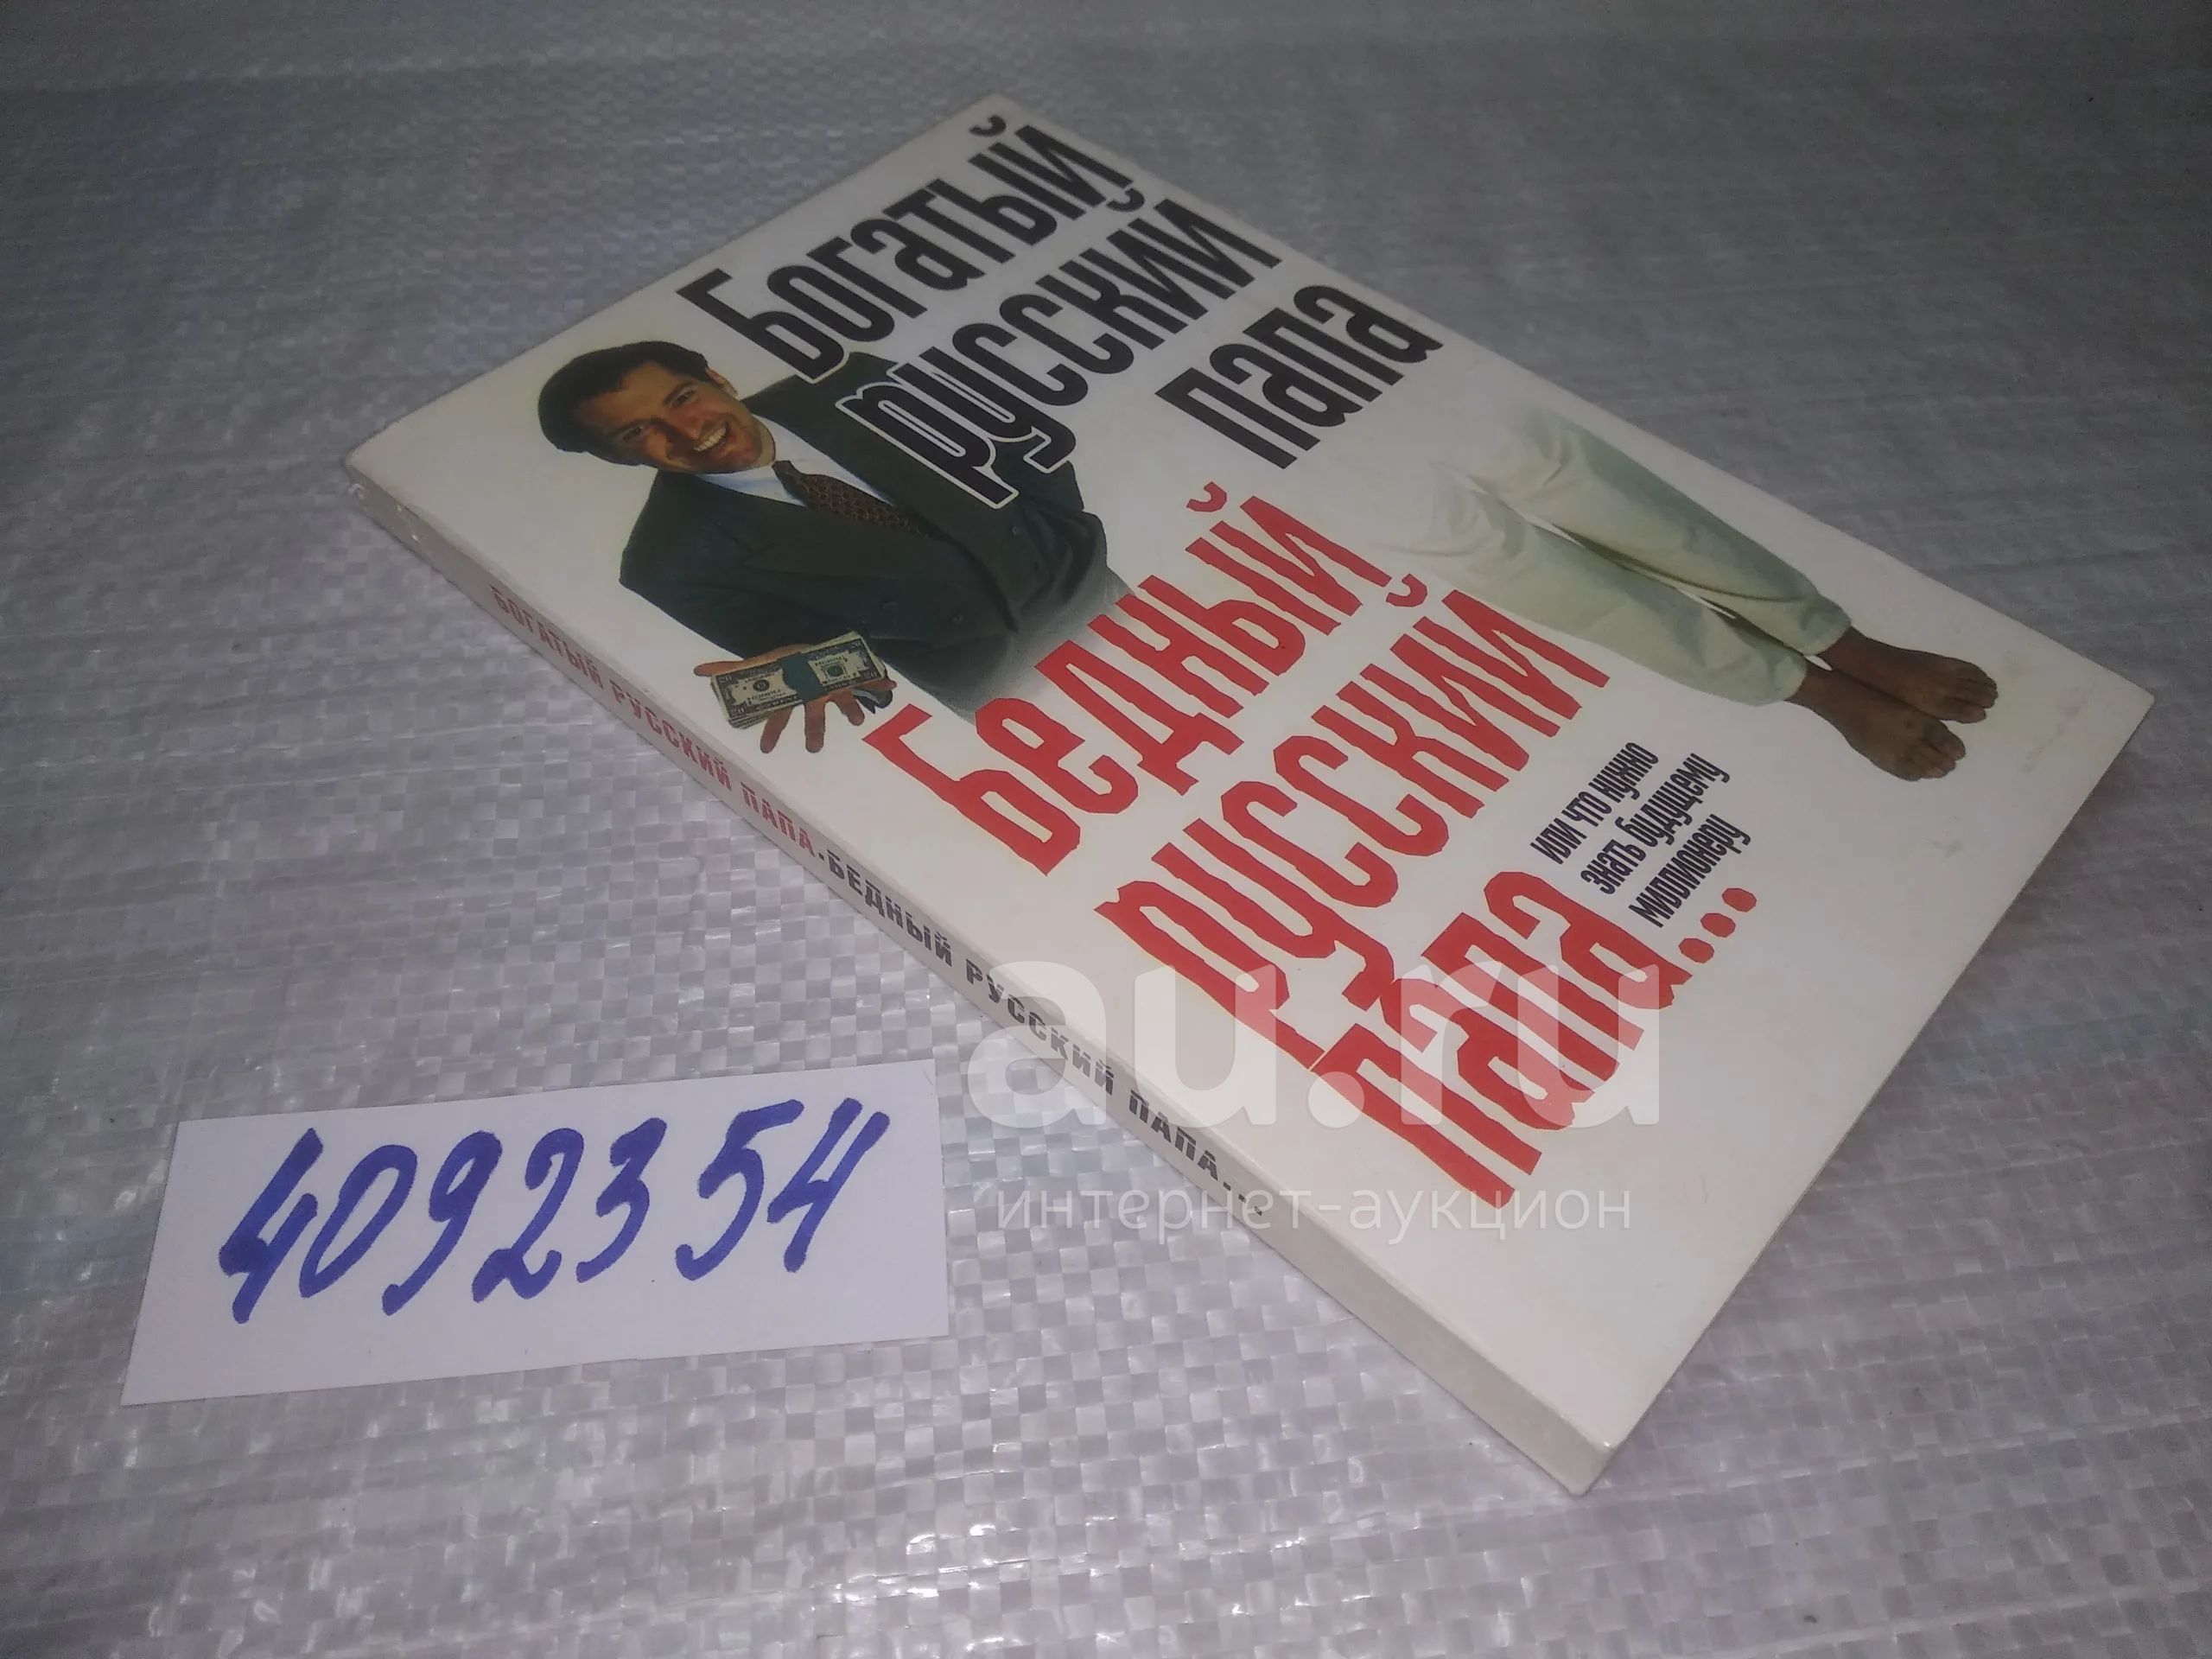 Богатый
русский
папа
Бедный
русский
папа...
или что нужно
знать будущему
миллионеру
БОГАТЫЙ РУССКИЙ ПАПА. БЕДНЫЙ РУССКИЙ ПАПА...
4092354
au.ru
интернет-аукцион